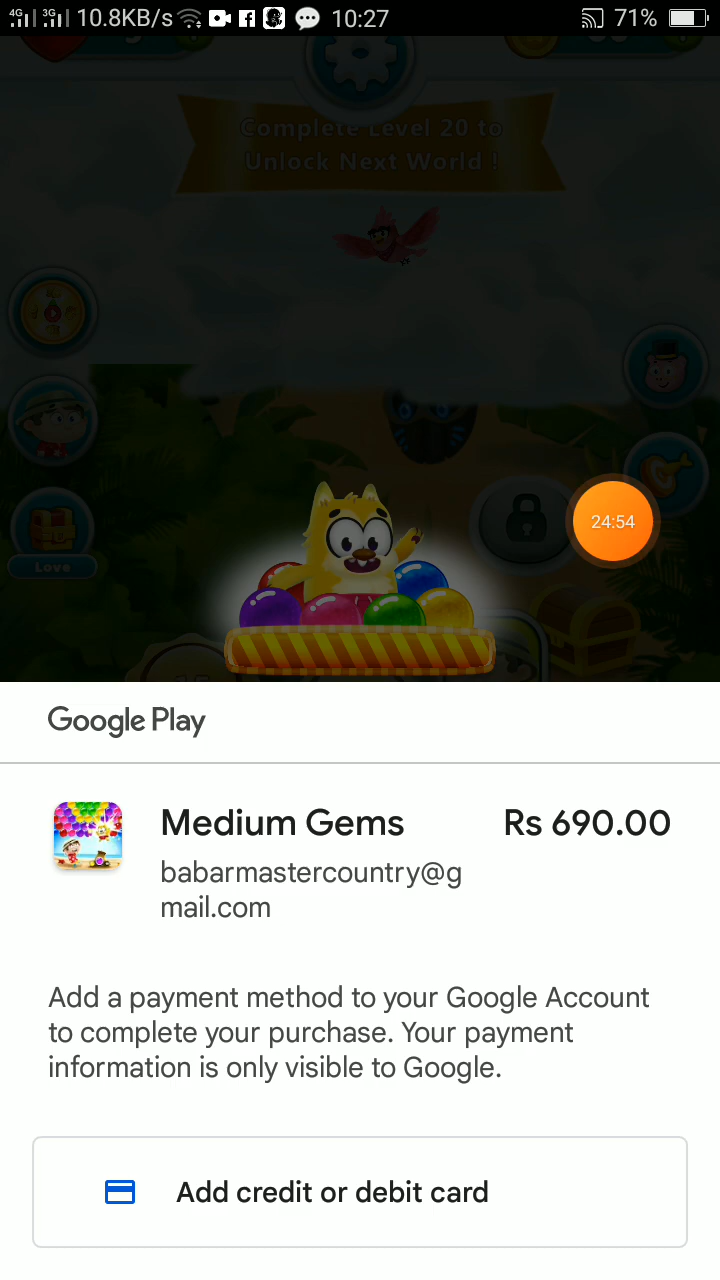 4G 3G 10.8KB/s 10:27 71%
Complete Level 20 to
Unlock Next World !
24:54
Love
Google Play
Medium Gems Rs 690.00
babarmastercountry@g
mail.com
Add a payment method to your Google Account
to complete your purchase. Your payment
information is only visible to Google.
Add credit or debit card